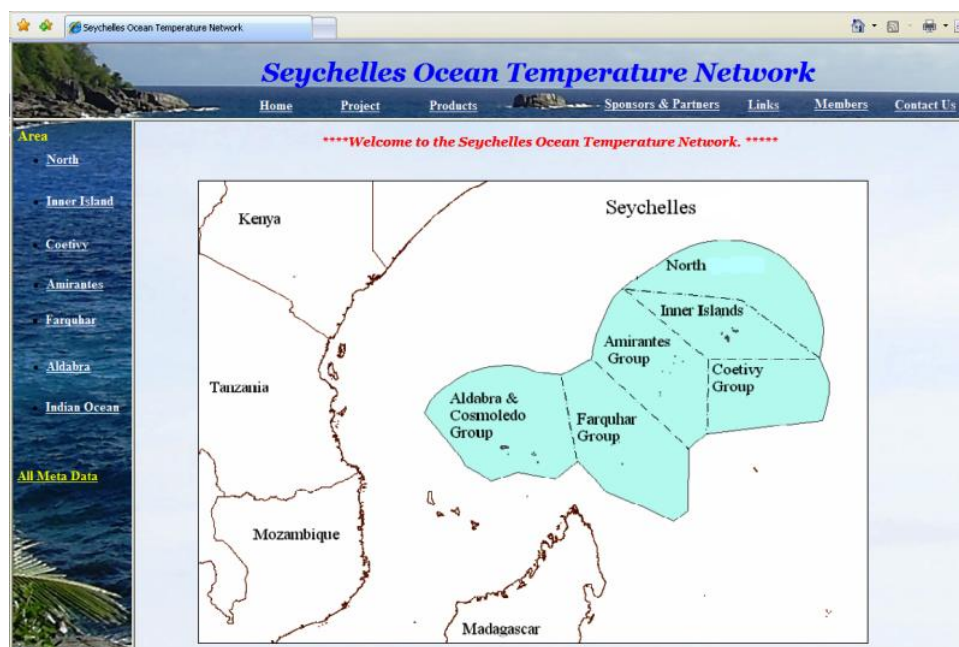 Seychelles Ocean Temperature Network
Seychelles Ocean Temperature Network
Home Project Products Sponsors & Partners Links Members Contact Us
Area
North
Inner Island
Coetivy
Amirantes
Farquhar
Aldabra
Indian Ocean
All Meta Data
****Welcome to the Seychelles Ocean Temperature Network. *****
Seychelles
Kenya
North
Inner Islands
Amirantes
Group
Coetivy
Group
Tanzania
Aldabra &
Cosmoledo
Group
Farquhar
Group
Mozambique
Madagascar